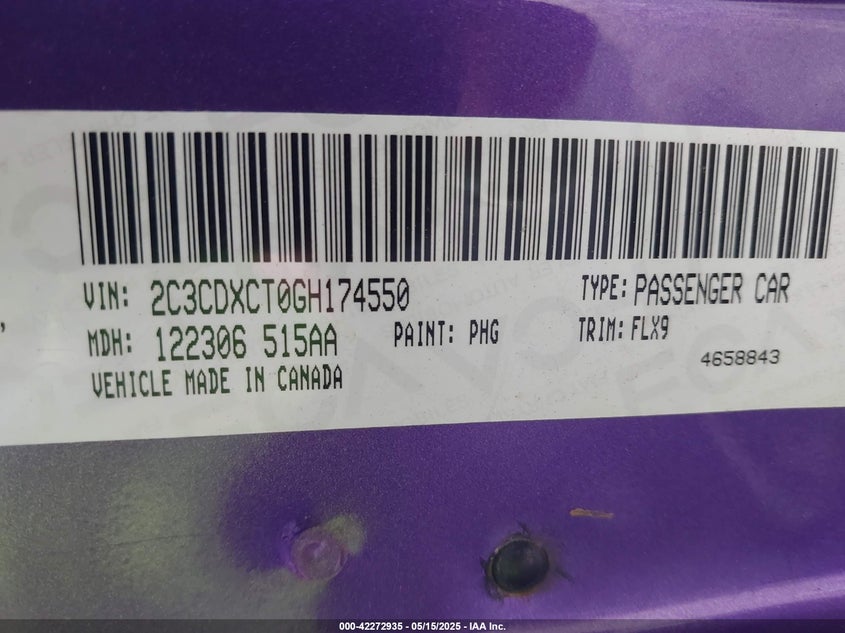 VIN: 2C3CDXCT0GH174550 TYPE: PASSENGER CAR
MDH: 122306 515AA PAINT: PHG TRIM: FLX9
4658843
VEHICLE MADE IN CANADA
000-42272935 - 05/15/2025 - IAA Inc.